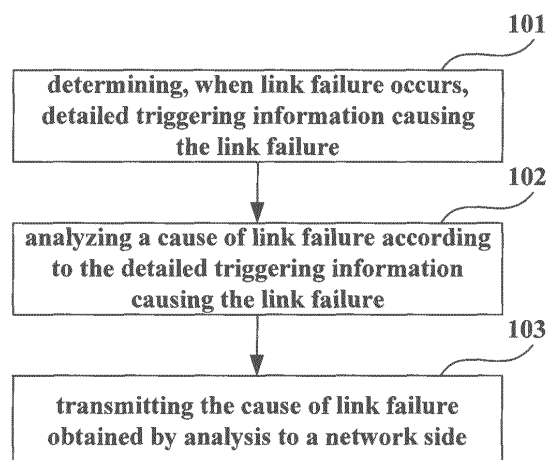 101
determining, when link failure occurs,
detailed triggering information causing
the link failure
102
analyzing a cause of link failure according
to the detailed triggering information
causing the link failure
103
transmitting the cause of link failure
obtained by analysis to a network side